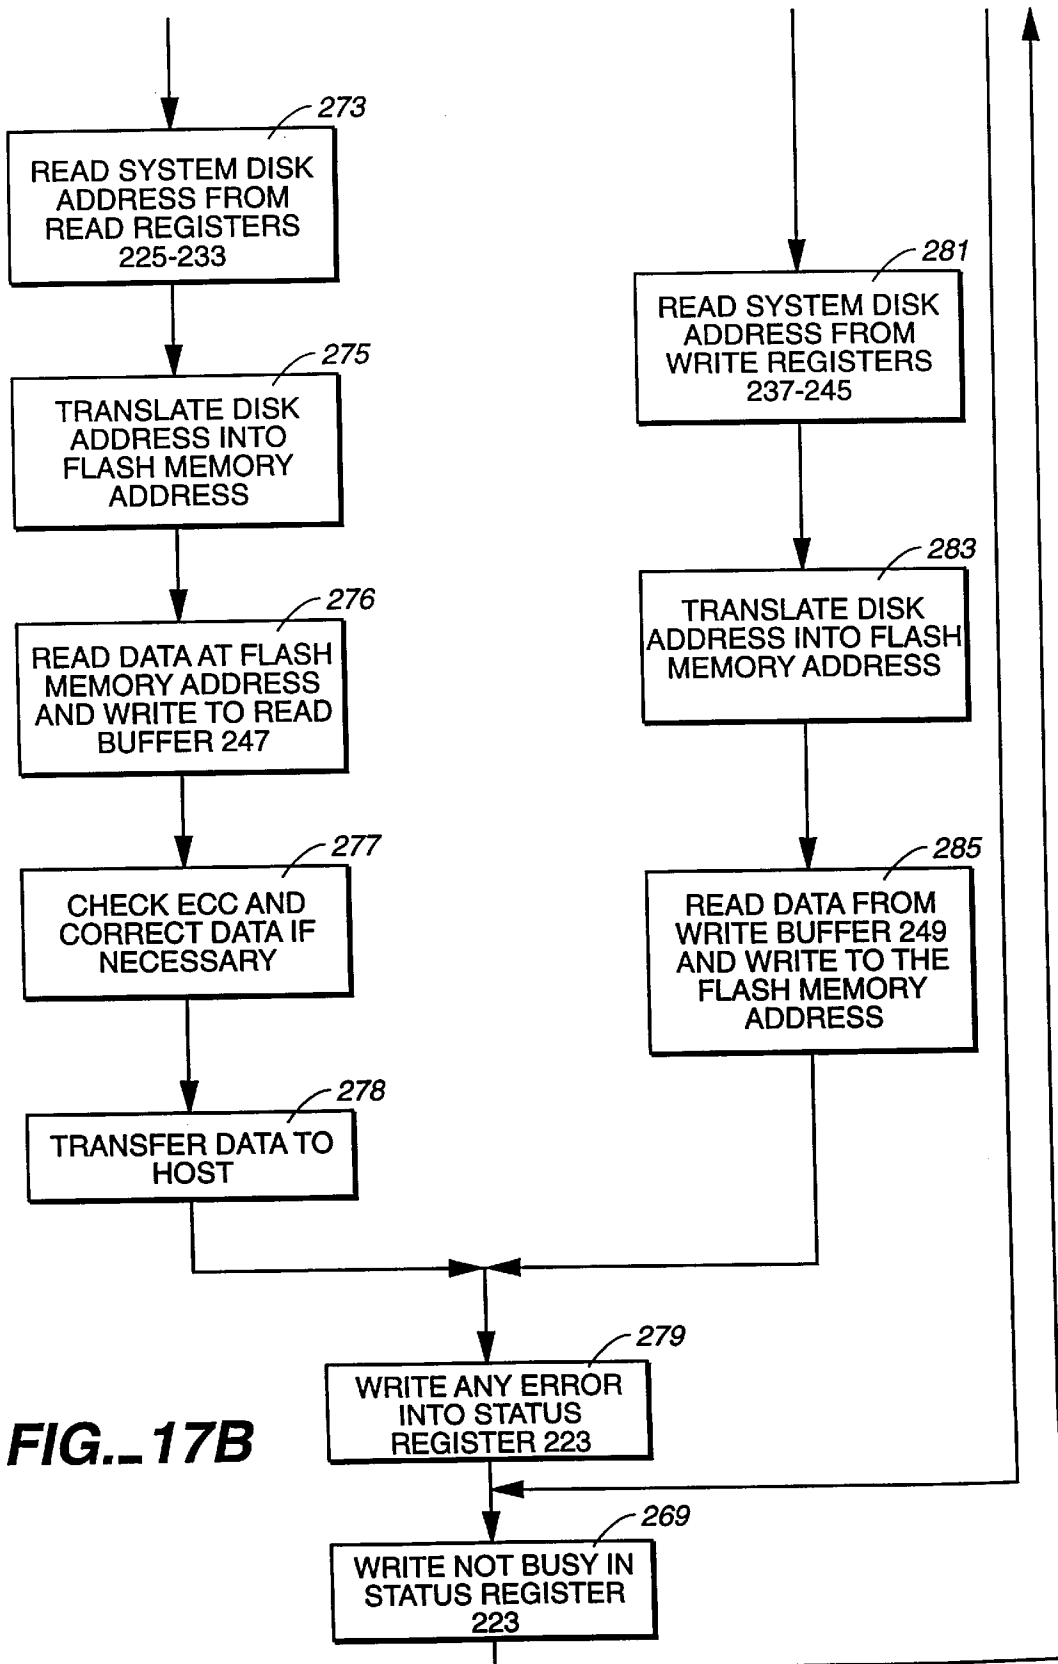 273
READ SYSTEM DISK
ADDRESS FROM
READ REGISTERS
225-233
275
TRANSLATE DISK
ADDRESS INTO
FLASH MEMORY
ADDRESS
276
READ DATA AT FLASH
MEMORY ADDRESS
AND WRITE TO READ
BUFFER 247
277
CHECK ECC AND
CORRECT DATA IF
NECESSARY
278
TRANSFER DATA TO
HOST
281
READ SYSTEM DISK
ADDRESS FROM
WRITE REGISTERS
237-245
283
TRANSLATE DISK
ADDRESS INTO FLASH
MEMORY ADDRESS
285
READ DATA FROM
WRITE BUFFER 249
AND WRITE TO THE
FLASH MEMORY
ADDRESS
279
WRITE ANY ERROR
INTO STATUS
REGISTER 223
FIG._17B
269
WRITE NOT BUSY IN
STATUS REGISTER
223